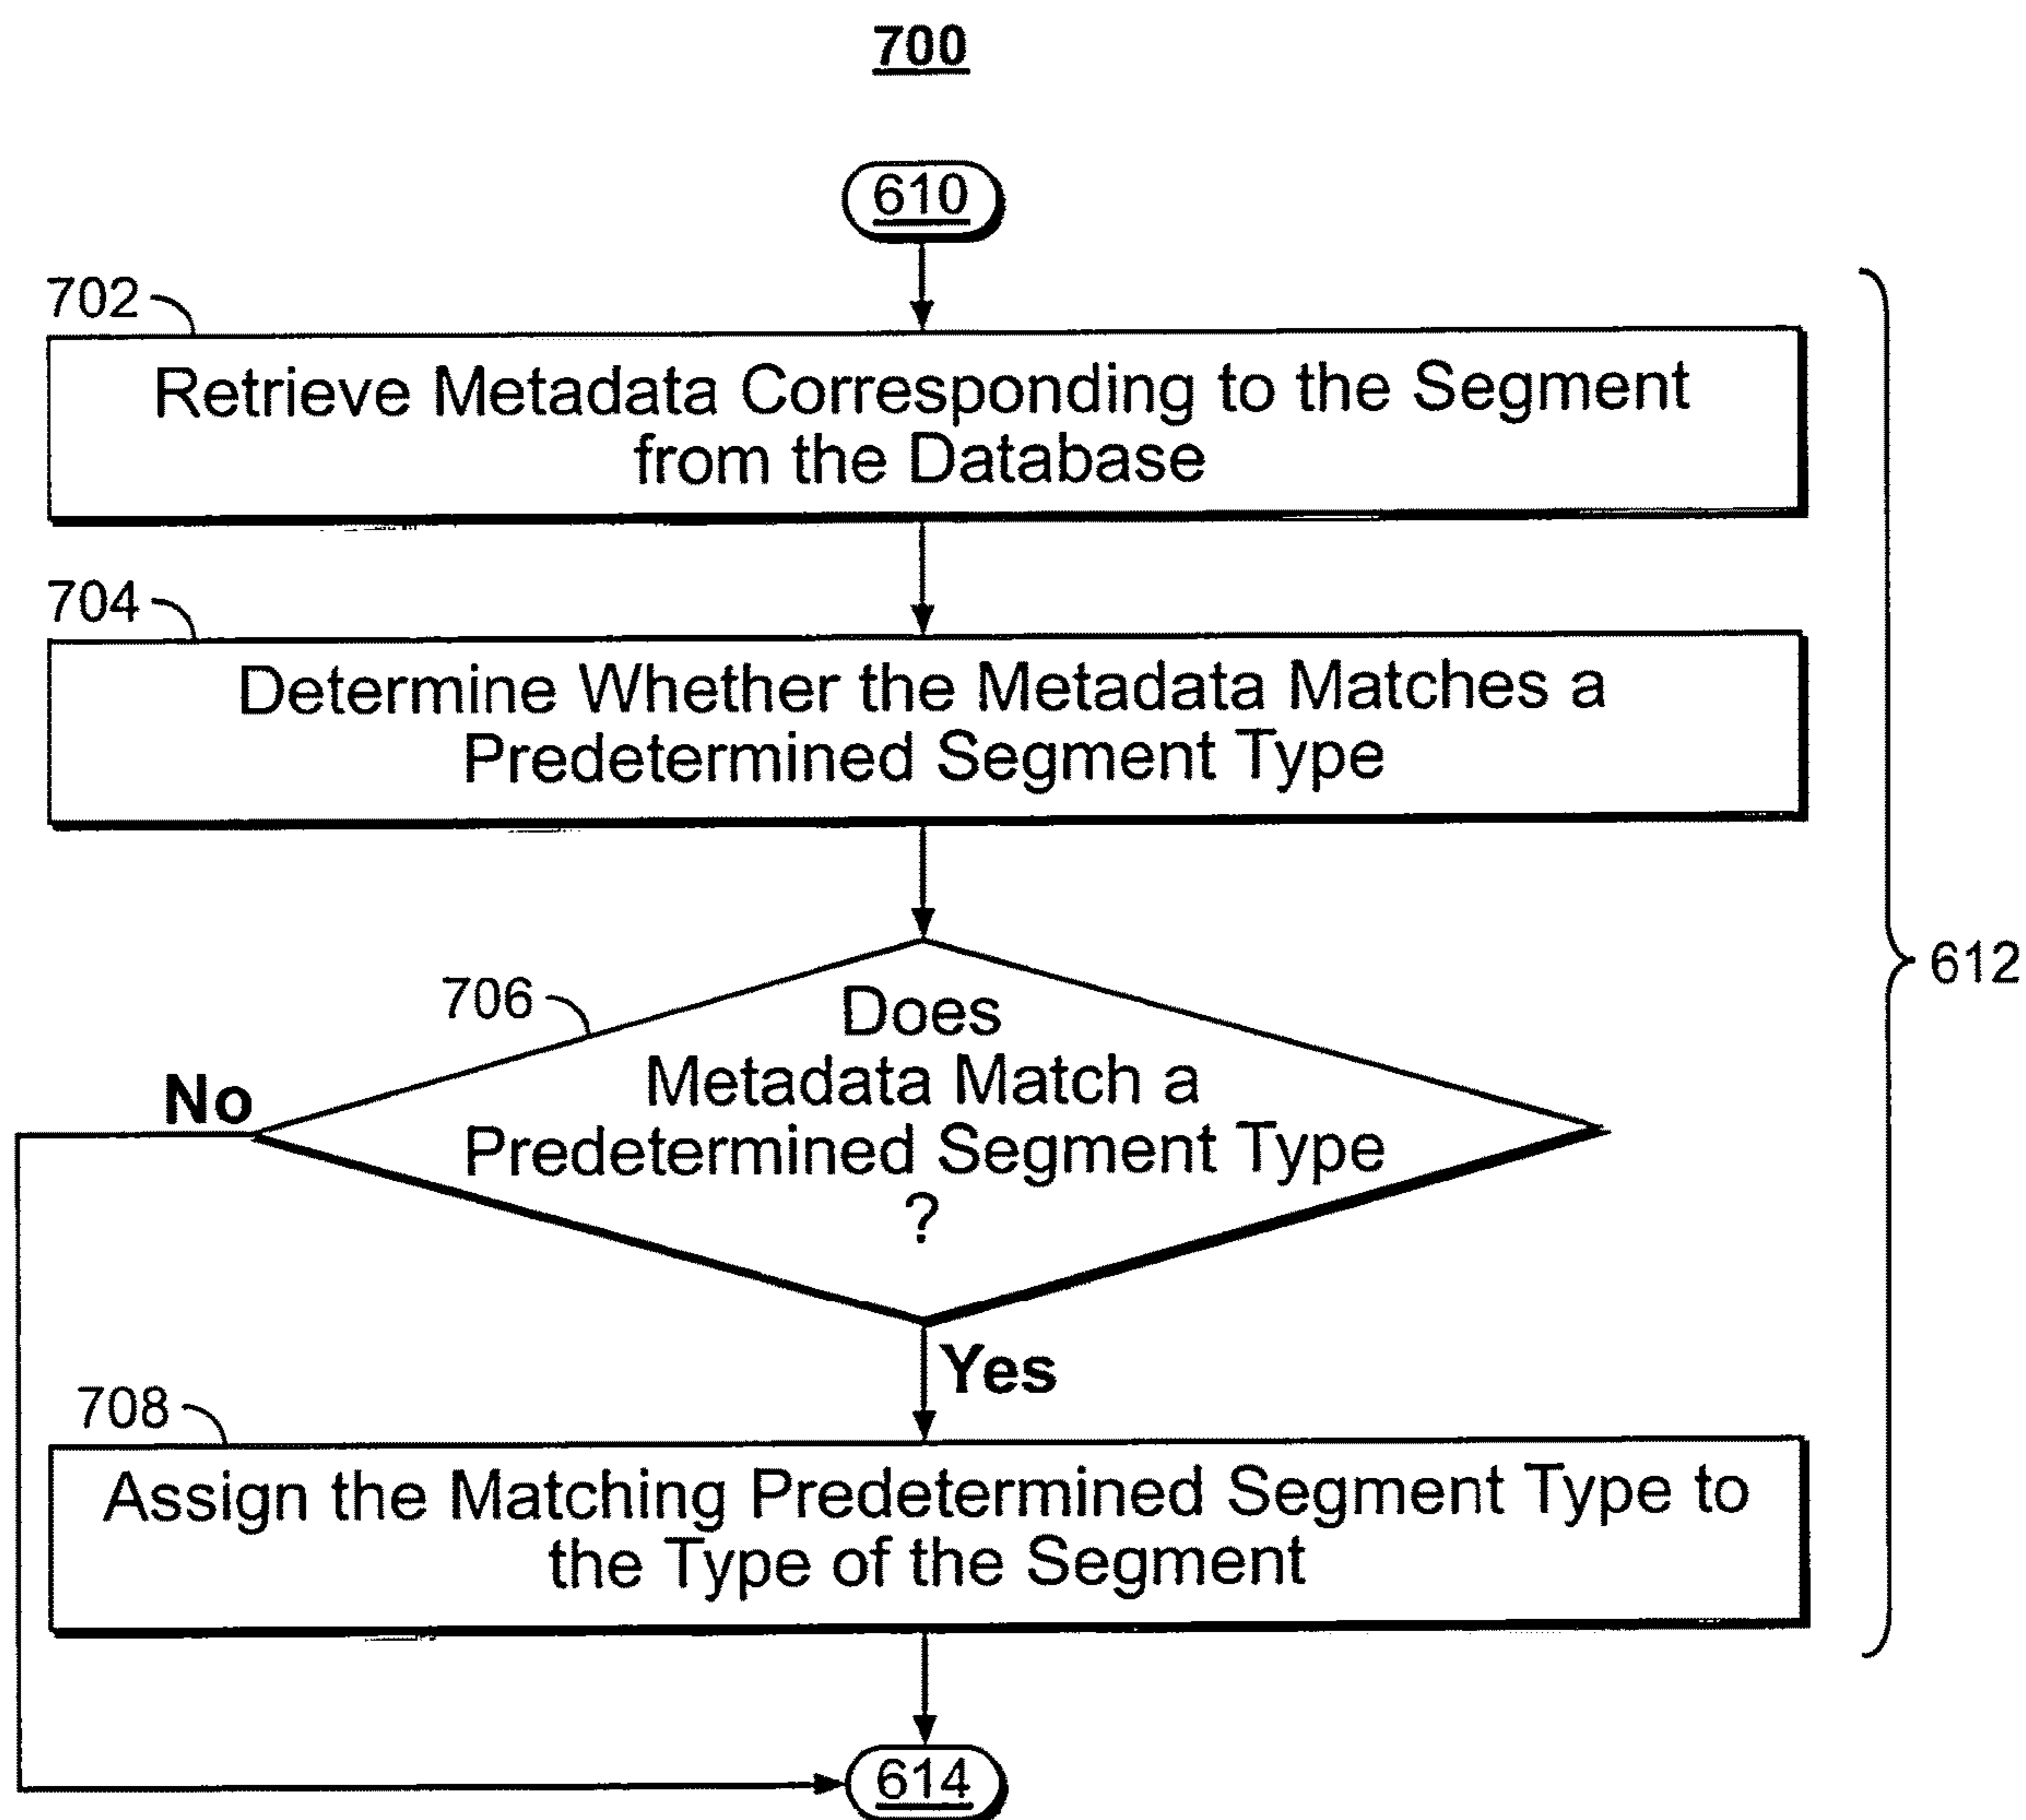 700
610
702
Retrieve Metadata Corresponding to the Segment
from the Database
704
Determine Whether the Metadata Matches a
Predetermined Segment Type
706
Does
Metadata Match a
Predetermined Segment Type
?
No
612
Yes
708
Assign the Matching Predetermined Segment Type to
the Type of the Segment
614